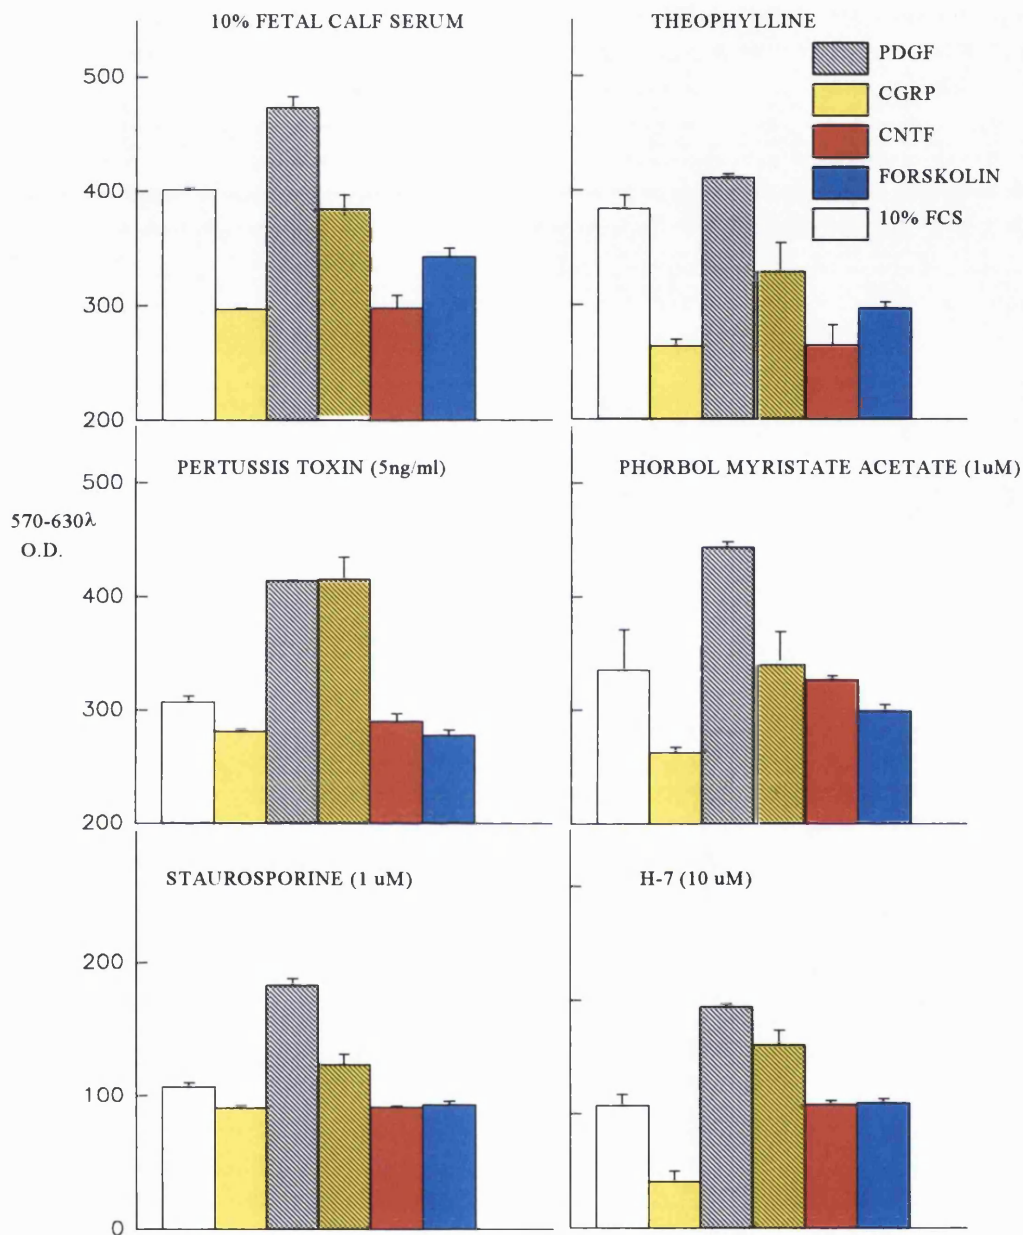 10% FETAL CALF SERUM
THEOPHYLLINE
PDGF
CGRP
CNTF
FORSKOLIN
10% FCS
500
400
300
200
PERTUSSIS TOXIN (5ng/ml)
PHORBOL MYRISTATE ACETATE (1uM)
500
570-630λ
O.D.
400
300
200
STAUROSPORINE (1 uM)
H-7 (10 uM)
200
100
0